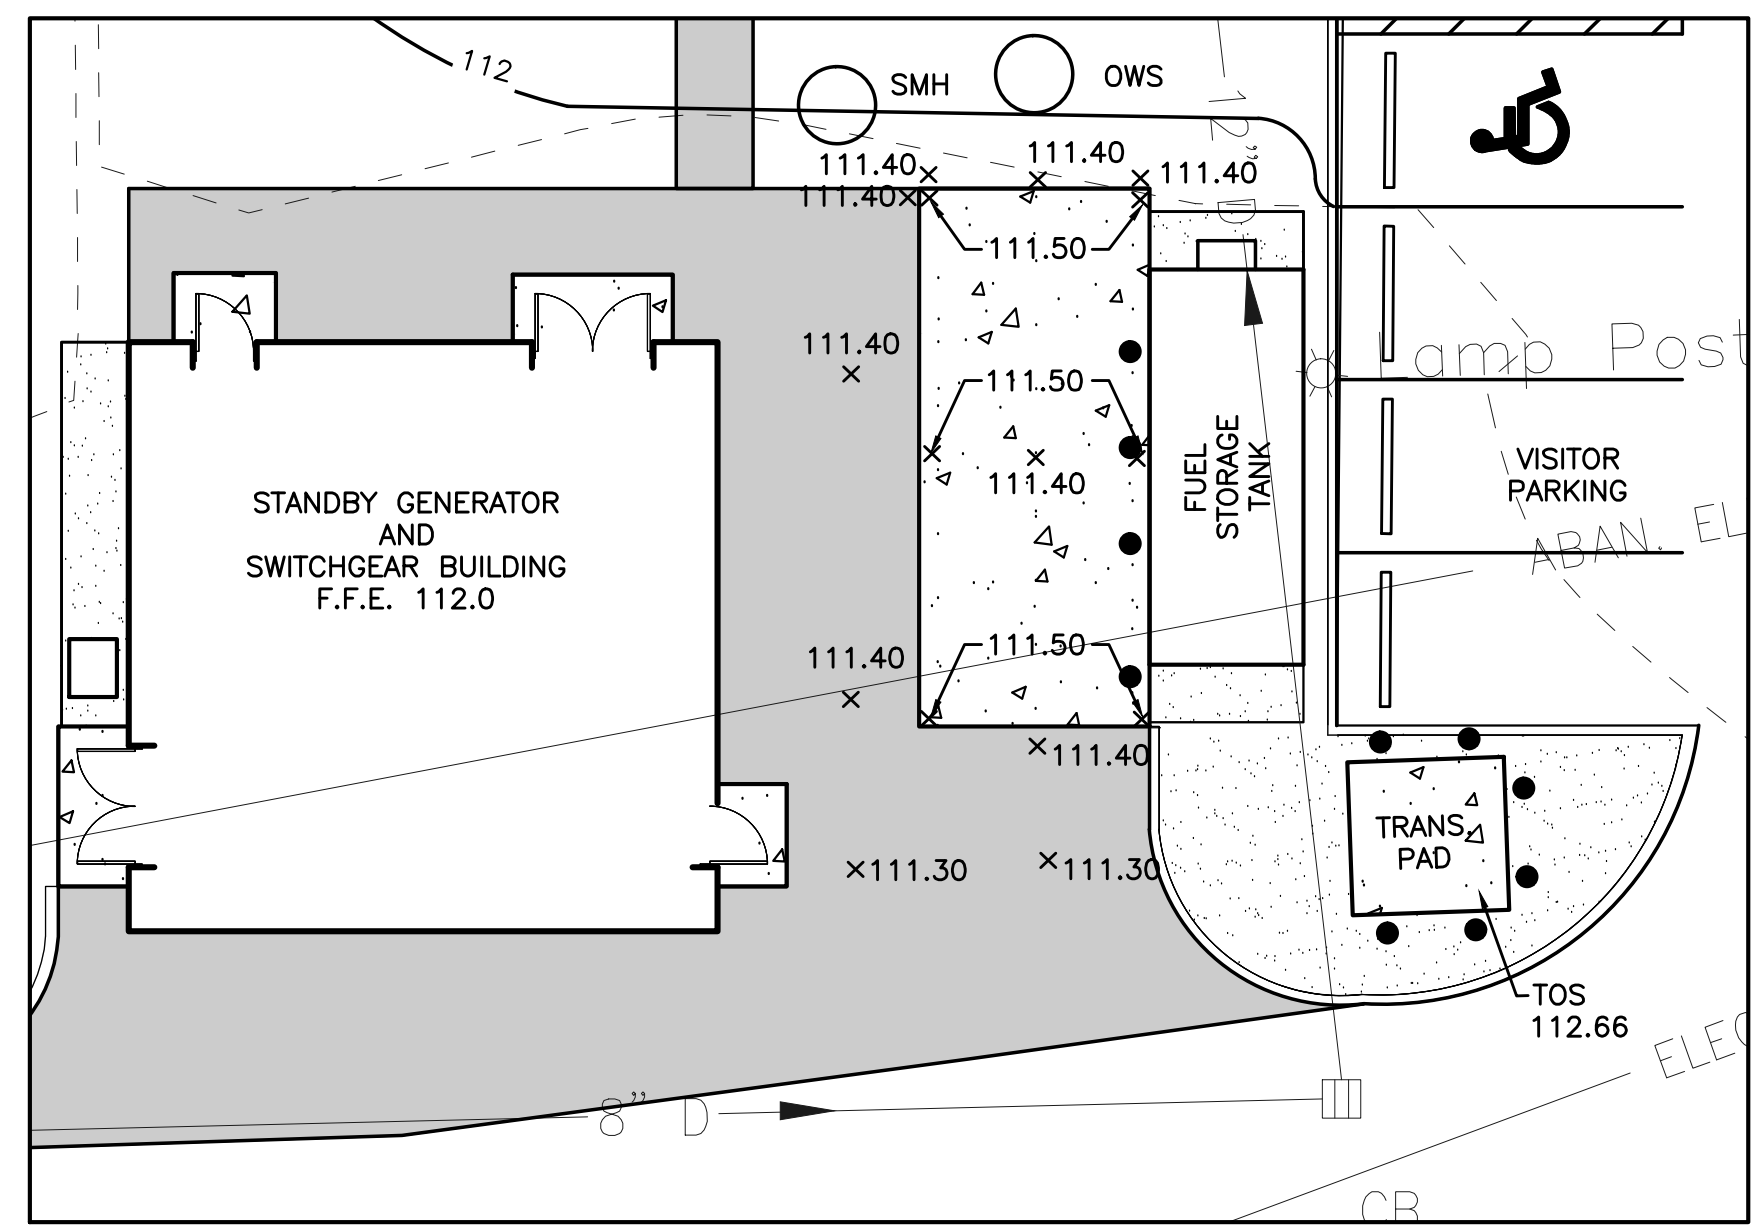 112
SMH
OWS
12" D
111.40
111.40
111.40
111.40
111.50
111.40
111.50
Lamp Post
FUEL
STORAGE
TANK
VISITOR
PARKING
111.40
STANDBY GENERATOR
AND
SWITCHGEAR BUILDING
F.F.E. 112.0
ABAN. EL
111.40
111.50
111.40
111.30
111.30
TRANS.
PAD
TOS
112.66
ELEC
8" D
CB